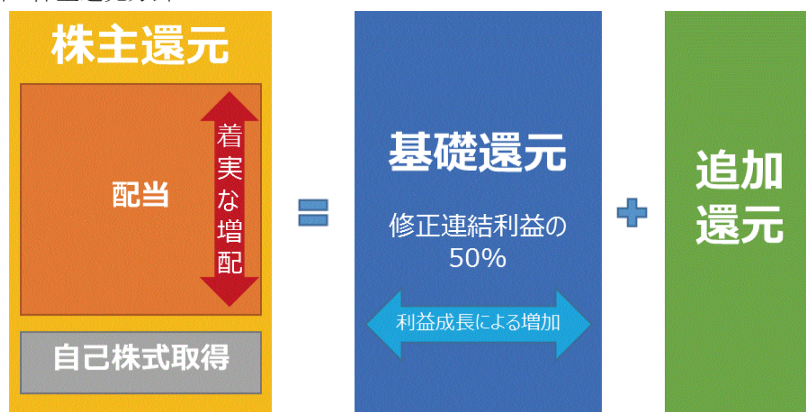 株主還元
配当
着実な増配
自己株式取得
基礎還元
修正連結利益の
50%
利益成長による増加
追加
還元